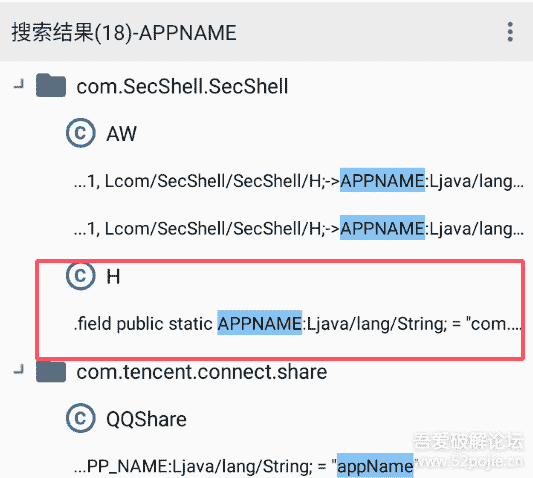 搜索结果(18)-APPNAME
com.SecShell.SecShell
C AW
...1, Lcom/SecShell/SecShell/H;->APPNAME:Ljava/lang...
...1, Lcom/SecShell/SecShell/H;->APPNAME:Ljava/lang...
C H
.field public static APPNAME:Ljava/lang/String; = "com....
com.tencent.connect.share
C QQShare
...PP_NAME:Ljava/lang/String; = "appName"
吾爱破解论坛
www.52pojie.cn